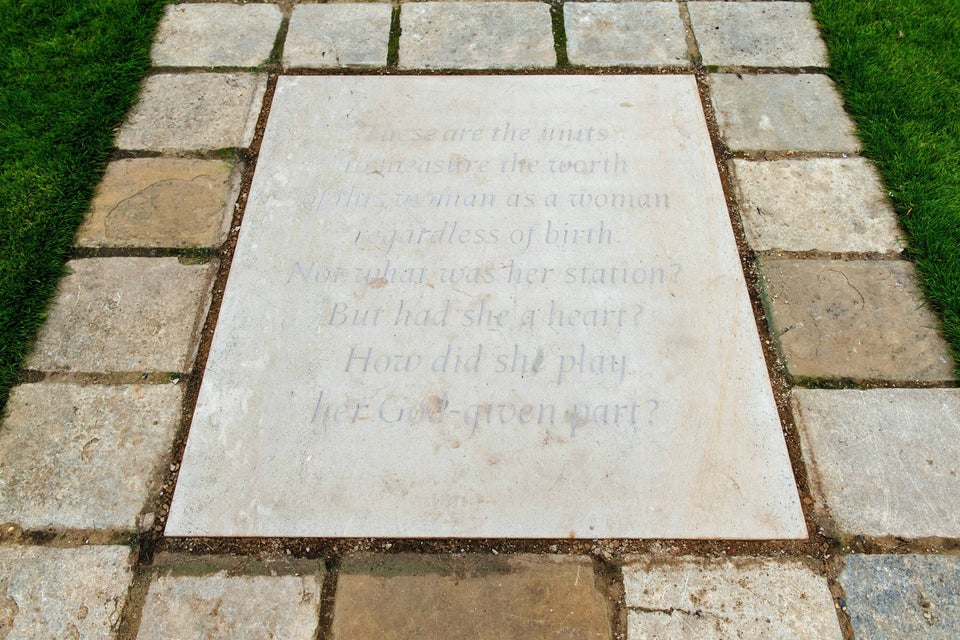 These are the units
to measure the worth
of this woman as a woman
regardless of birth.
Not what was her station?
But had she a heart?
How did she play
her God-given part?